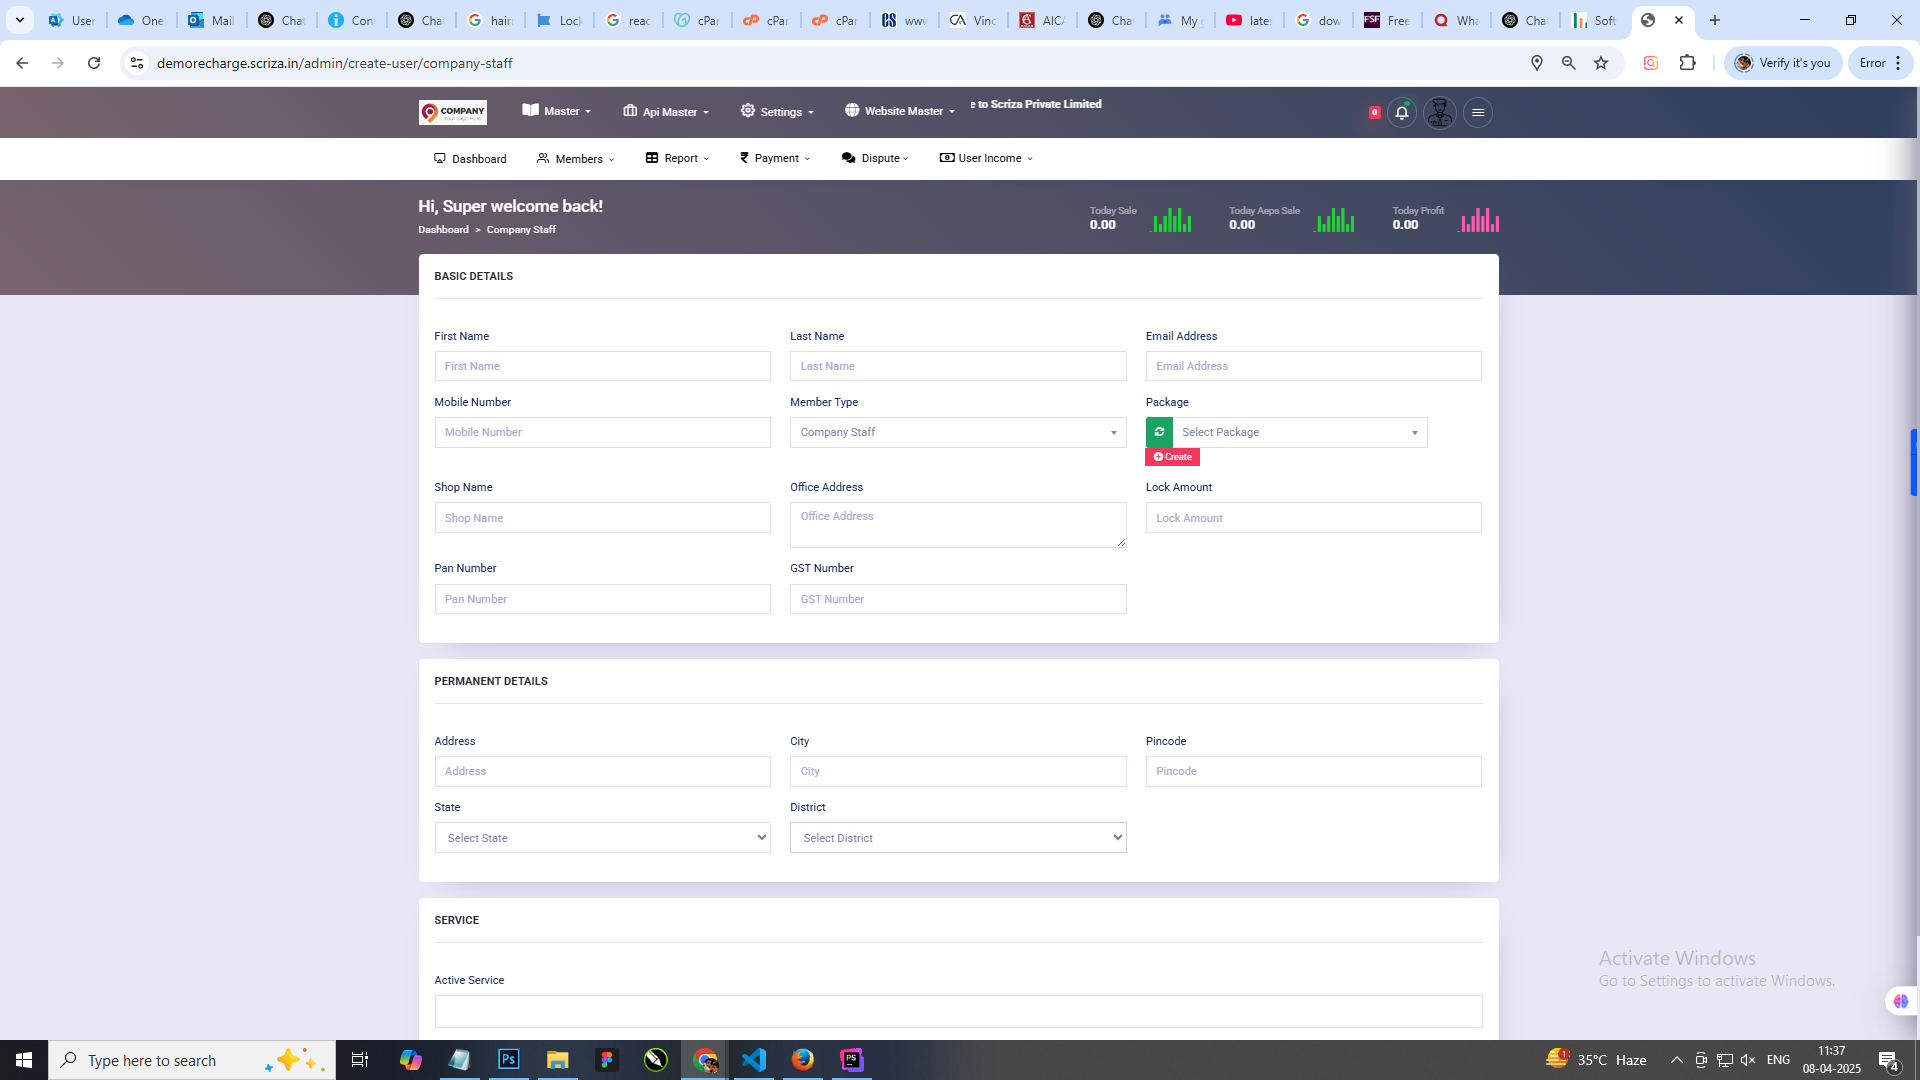 User
One
Mail
Chat
Con
Chat
hair
Lock
reac
cPar
cPar
cPar
www
Vinc
AICA
Chat
My
late
dow
Free
Wha
Chat
Soft
demorecharge.scriza.in/admin/create-user/company-staff
Verify it's you
Error
COMPANY
Master
Api Master
Settings
Website Master
e to Scriza Private Limited
0
Dashboard
Members
Report
Payment
Dispute
User Income
Hi, Super welcome back!
Dashboard > Company Staff
Today Sale
0.00
Today Aeps Sale
0.00
Today Profit
0.00
BASIC DETAILS
First Name
Last Name
Email Address
First Name
Last Name
Email Address
Mobile Number
Member Type
Package
Mobile Number
Company Staff
Select Package
Create
Shop Name
Office Address
Lock Amount
Shop Name
Office Address
Lock Amount
Pan Number
GST Number
Pan Number
GST Number
PERMANENT DETAILS
Address
City
Pincode
Address
City
Pincode
State
District
Select State
Select District
SERVICE
Active Service
Activate Windows
Go to Settings to activate Windows.
Type here to search
35°C Haze
ENG
11:37
08-04-2025
4